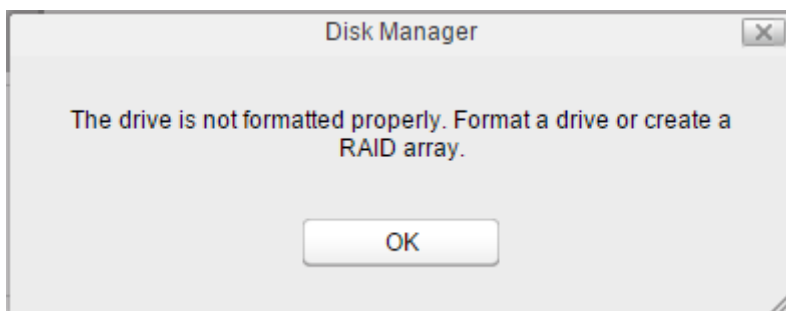 Disk Manager
The drive is not formatted properly. Format a drive or create a
RAID array.
OK